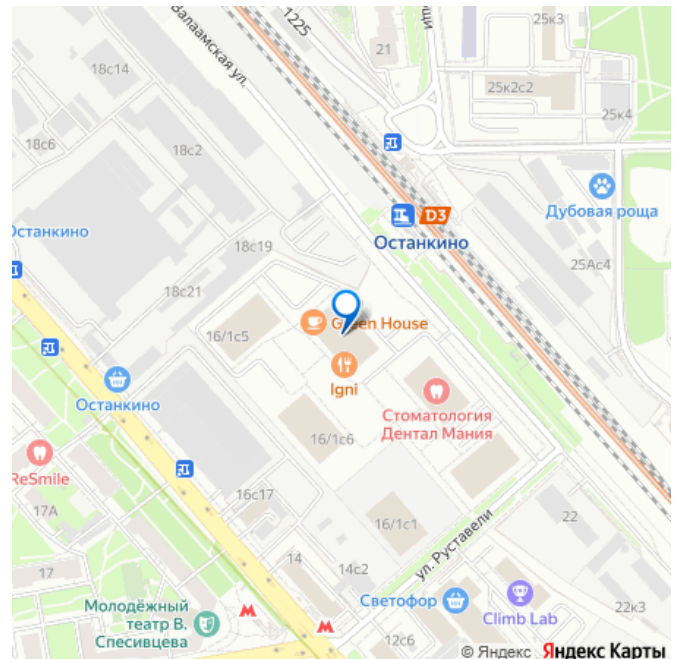 Валаамская ул.
1225
21
25к3
25к2с2
25к4
18с14
18с6
18с2
D3
Останкино
Дубовая роща
Останкино
18с19
25Ас4
18с21
Green House
16/1с5
Igni
Останкино
Стоматология
Дентал Мания
ReSmile
16/1с6
17А
16с17
16/1с1
22
ул. Руставели
17
14
14с2
Молодёжный
театр В.
Спесивцева
Светофор
Climb Lab
22к3
12с6
© Яндекс Яндекс Карты